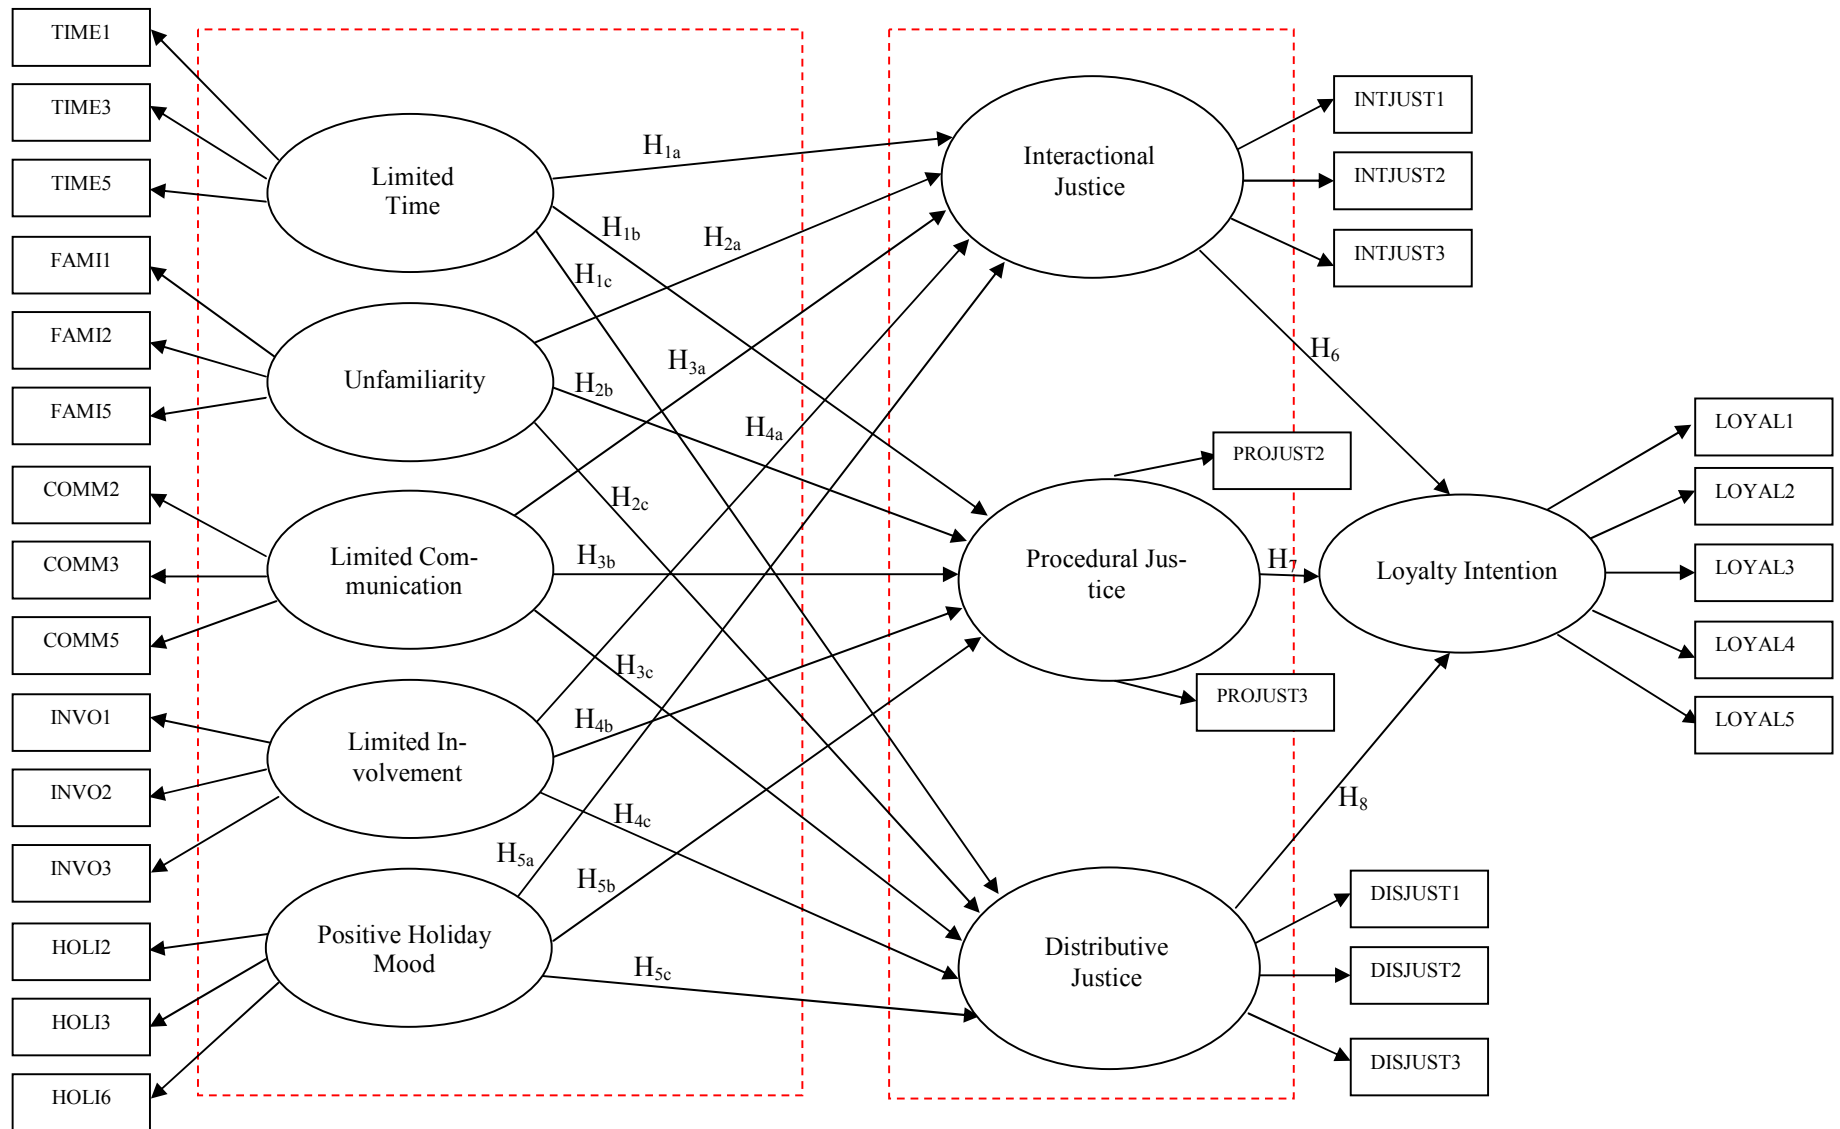 TIME1
TIME3
TIME5
FAMI1
FAMI2
FAMI5
COMM2
COMM3
COMM5
INVO1
INVO2
INVO3
HOLI2
HOLI3
HOLI6
Limited
Time
Unfamiliarity
Limited Com-
munication
Limited In-
volvement
Positive Holiday
Mood
H1a
H1b
H1c
H2a
H2b
H2c
H3a
H3b
H3c
H4a
H4b
H4c
H5a
H5b
H5c
Interactional
Justice
Procedural Jus-
tice
Distributive
Justice
INTJUST1
INTJUST2
INTJUST3
PROJUST2
PROJUST3
DISJUST1
DISJUST2
DISJUST3
H6
H7
H8
Loyalty Intention
LOYAL1
LOYAL2
LOYAL3
LOYAL4
LOYAL5